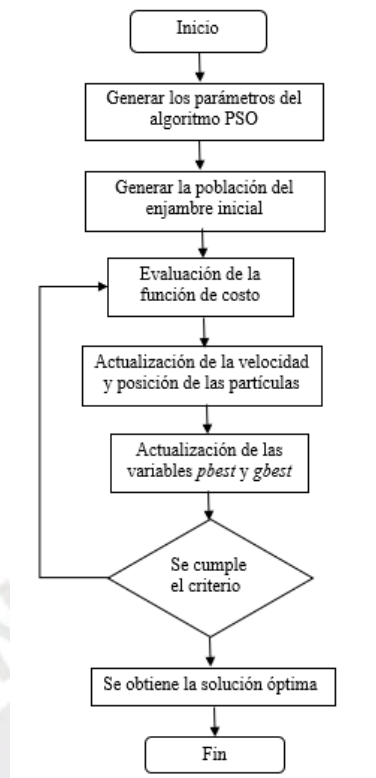 Inicio
Generar los parámetros del
algoritmo PSO
Generar la población del
enjambre inicial
Evaluación de la
función de costo
Actualización de la velocidad
y posición de las partículas
Actualización de las
variables pbest y gbest
Se cumple
el criterio
Se obtiene la solución óptima
Fin